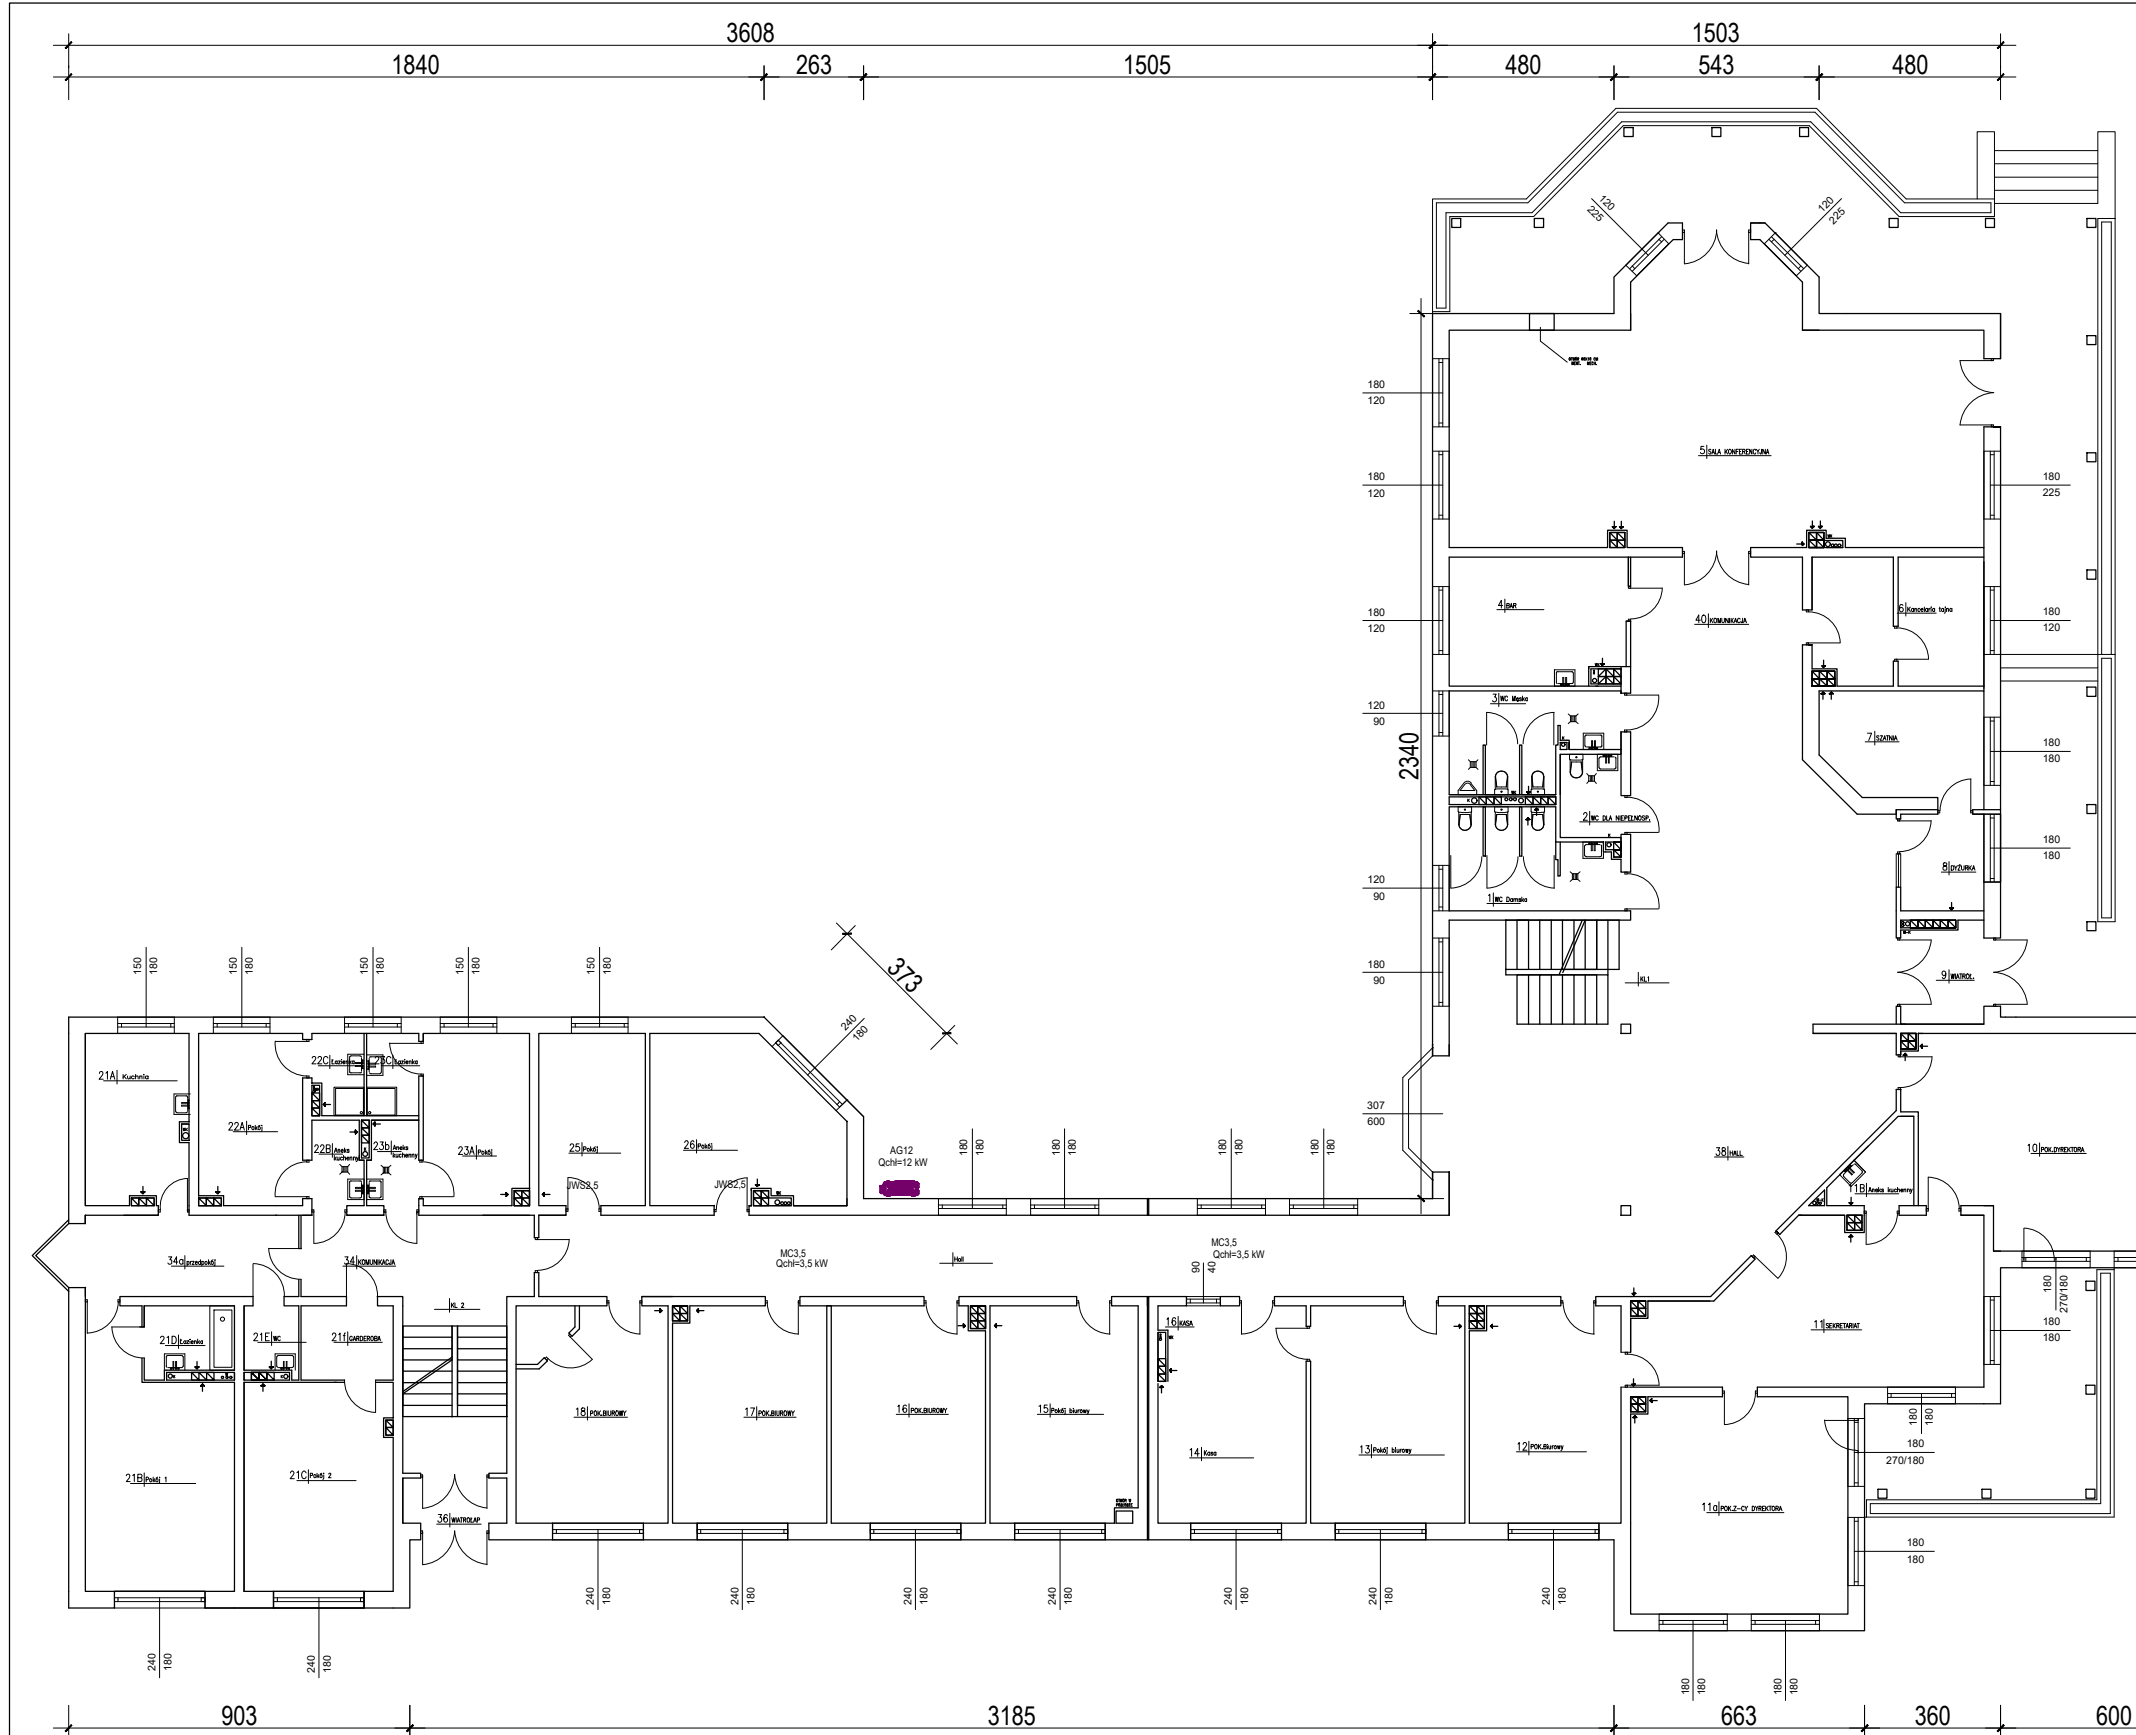 3608
1503
1840
263
1505
480
543
480
120
225
120
225
180
120
5 SALA KONFERENCYJNA
180
120
180
225
4 BAR
6 Kancelaria tajna
180
120
40 KOMUNIKACJA
180
120
3 WC Męska
120
90
7 SZATNIA
180
180
2340
2 WC DLA NIEPEŁNOSP.
180
180
8 DYŻURKA
120
90
1 WC Damska
373
150
180
150
180
150
180
150
180
150
180
180
90
KL1
9 WIATROŁ.
240
180
22C Łazienka
23C Łazienka
21A Kuchnia
22A Pokój
307
600
22B Aneks
kuchenny
23b Aneks
kuchenny
23A Pokój
25 Pokój
26 Pokój
AG12
Qchł=12 kW
180
180
180
180
180
180
180
180
38 HALL
10 POK.DYREKTORA
JWS2,5
JWS2,5
1B Aneks kuchenny
34a przedpokój
34 KOMUNIKACJA
MC3,5
Qchł=3,5 kW
Hall
MC3,5
Qchł=3,5 kW
90
40
180
270/180
KL 2
21D Łazienka
21E WC
21f GARDEROBA
16 KASA
11 SEKRETARIAT
180
180
18 POK.BIUROWY
17 POK.BIUROWY
16 POK.BIUROWY
15 Pokój biurowy
14 Kasa
13 Pokój biurowy
12 POK.Biurowy
180
180
180
270/180
21B Pokój 1
21C Pokój 2
36 WIATROŁAP
11a POK.Z-CY DYREKTORA
180
180
240
180
240
180
240
180
240
180
240
180
240
180
240
180
240
180
240
180
180
180
180
180
903
3185
663
360
600